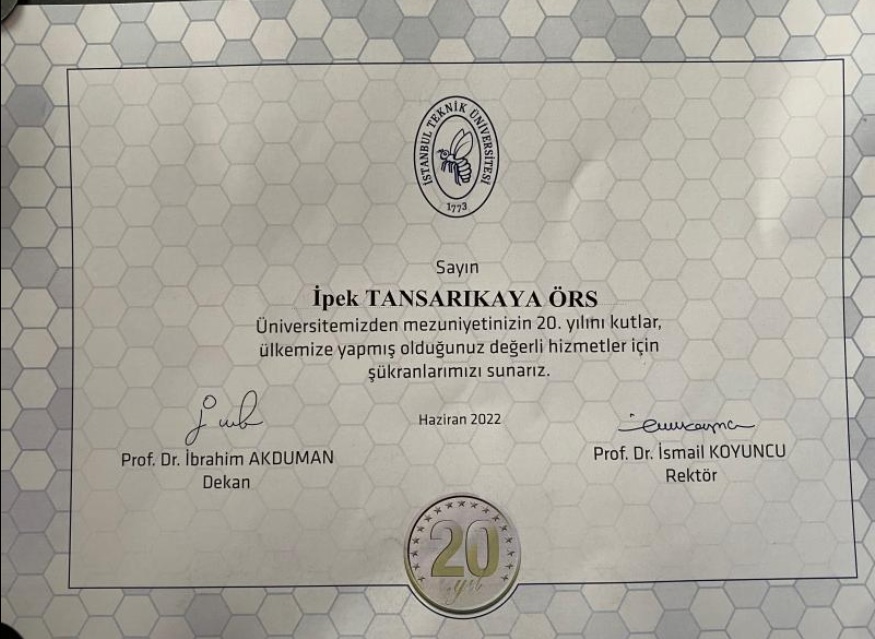 İSTANBUL TEKNİK ÜNİVERSİTESİ
1773
Sayın
İpek TANSARIKAYA ÖRS
Üniversitemizden mezuniyetinizin 20. yılını kutlar,
ülkemize yapmış olduğunuz değerli hizmetler için
şükranlarımızı sunarız.
Haziran 2022
Prof. Dr. İbrahim AKDUMAN
Dekan
Prof. Dr. İsmail KOYUNCU
Rektör
20
yıl